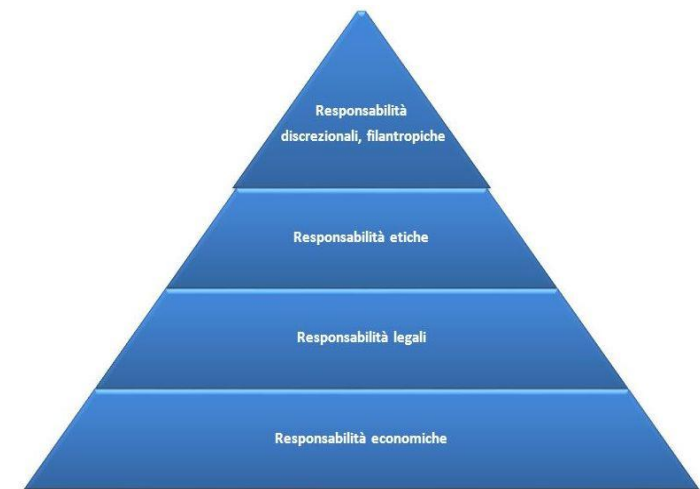 Responsabilità
discrezionali, filantropiche
Responsabilità etiche
Responsabilità legali
Responsabilità economiche